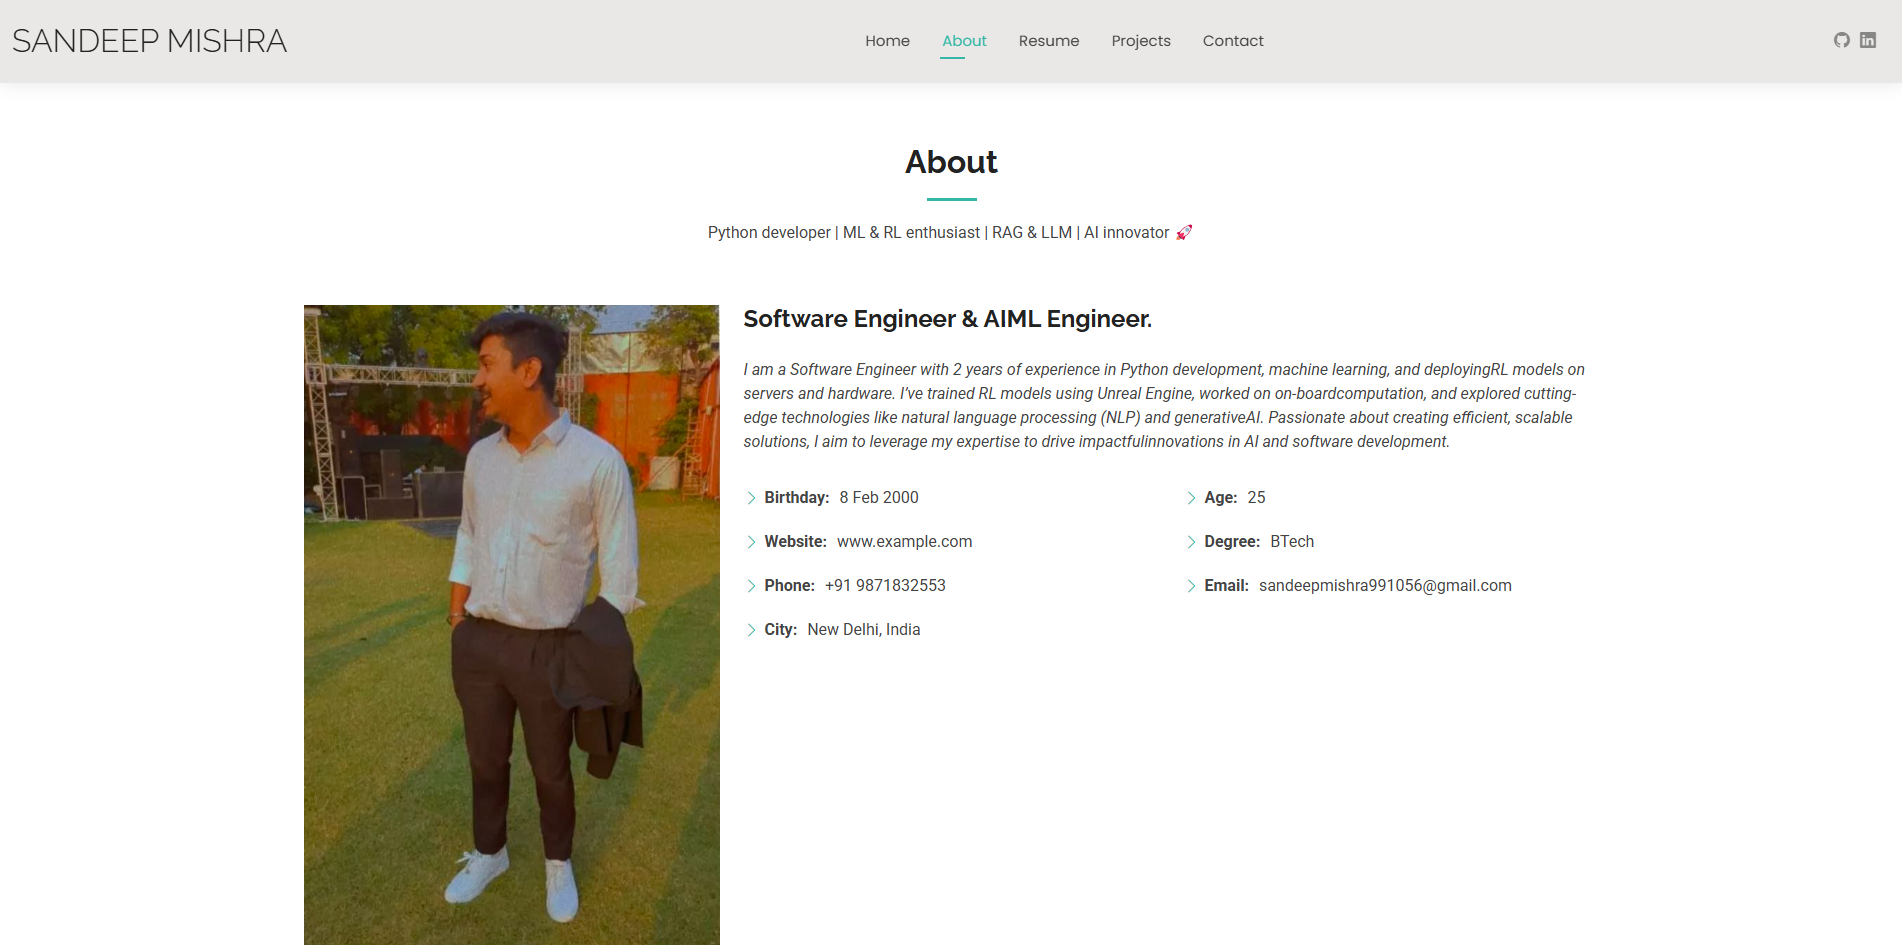 SANDEEP MISHRA
Home About Resume Projects Contact
About
Python developer | ML & RL enthusiast | RAG & LLM | AI innovator 🚀
Software Engineer & AIML Engineer.
I am a Software Engineer with 2 years of experience in Python development, machine learning, and deployingRL models on
servers and hardware. I’ve trained RL models using Unreal Engine, worked on on-boardcomputation, and explored cutting-
edge technologies like natural language processing (NLP) and generativeAI. Passionate about creating efficient, scalable
solutions, I aim to leverage my expertise to drive impactfulinnovations in AI and software development.
Birthday: 8 Feb 2000
Age: 25
Website: www.example.com
Degree: BTech
Phone: +91 9871832553
Email: sandeepmishra991056@gmail.com
City: New Delhi, India